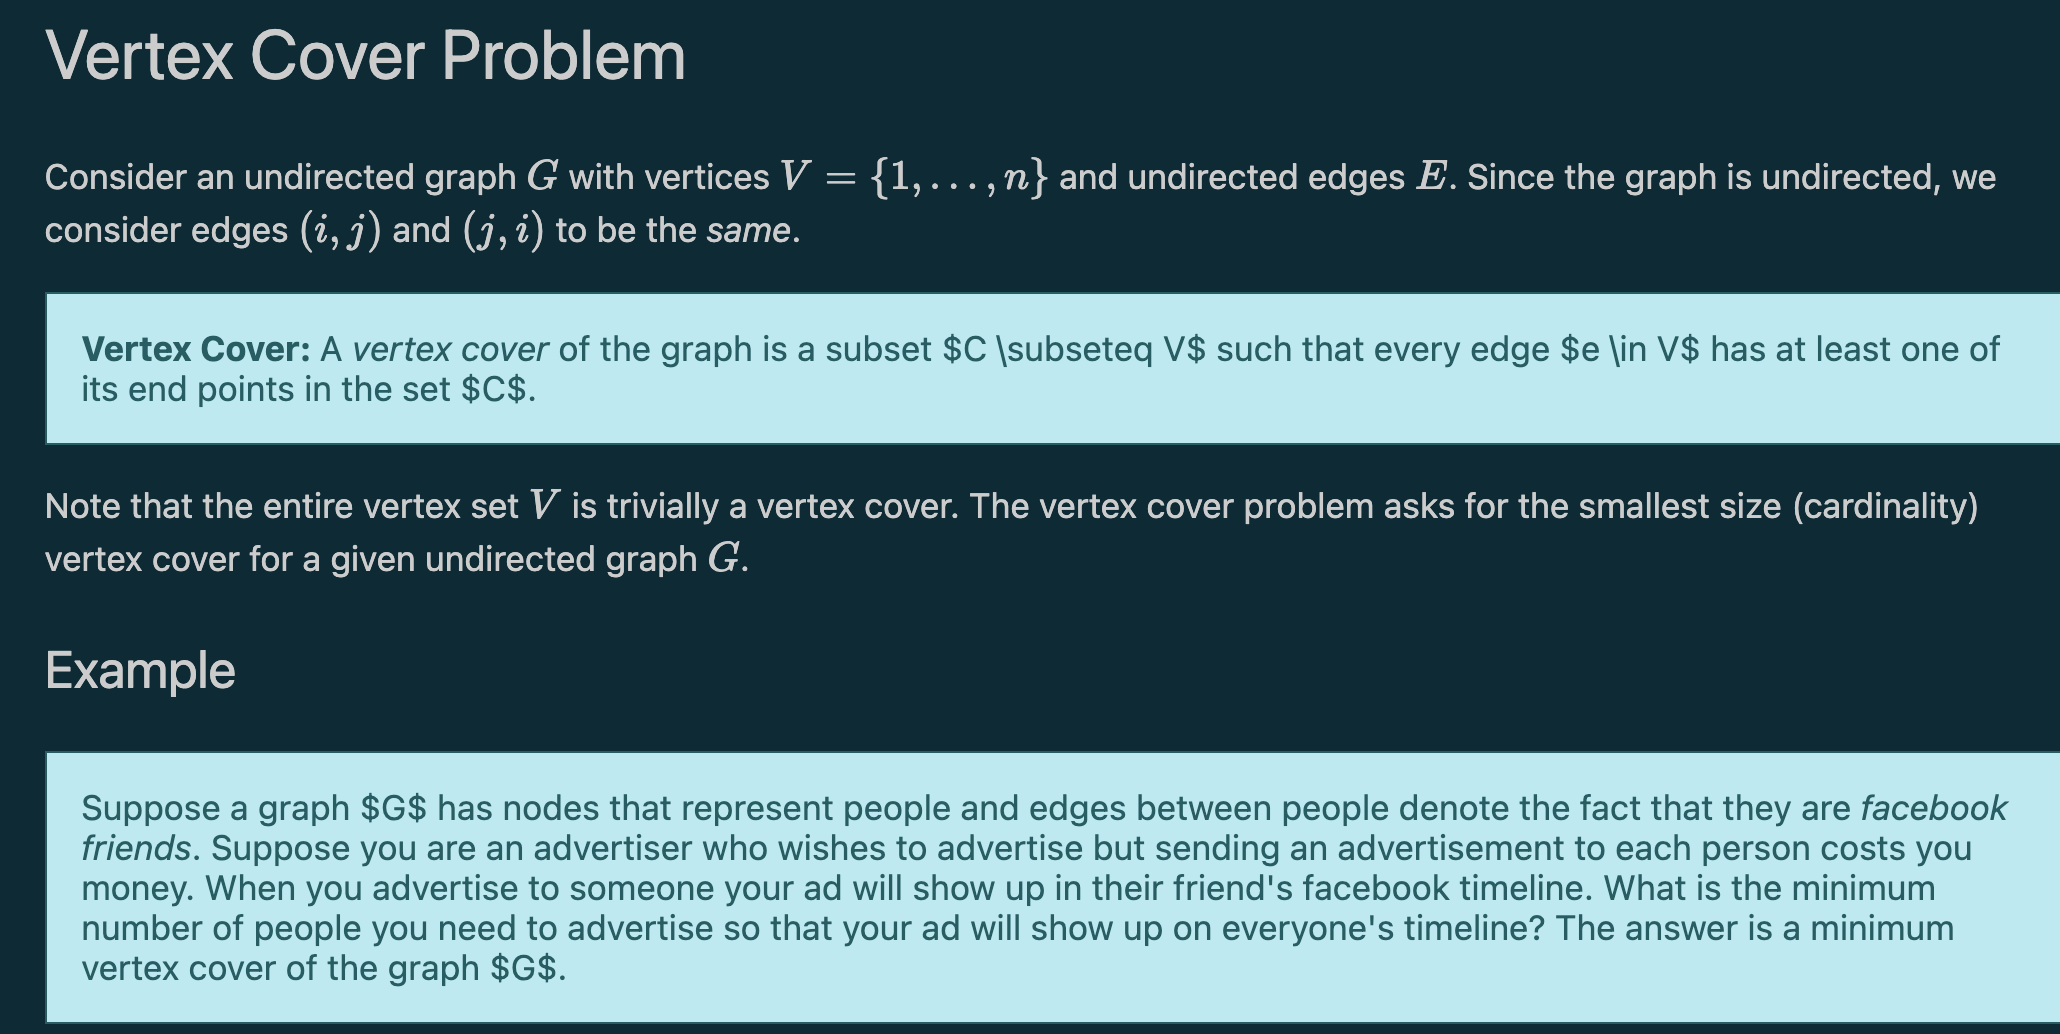 Vertex Cover Problem
Consider an undirected graph G with vertices V = {1, . . . , n} and undirected edges E. Since the graph is undirected, we
consider edges (i, j) and (j, i) to be the same.
Vertex Cover: A vertex cover of the graph is a subset $C \subseteq V$ such that every edge $e \in V$ has at least one of
its end points in the set $C$.
Note that the entire vertex set V is trivially a vertex cover. The vertex cover problem asks for the smallest size (cardinality)
vertex cover for a given undirected graph G.
Example
Suppose a graph $G$ has nodes that represent people and edges between people denote the fact that they are facebook
friends. Suppose you are an advertiser who wishes to advertise but sending an advertisement to each person costs you
money. When you advertise to someone your ad will show up in their friend's facebook timeline. What is the minimum
number of people you need to advertise so that your ad will show up on everyone's timeline? The answer is a minimum
vertex cover of the graph $G$.